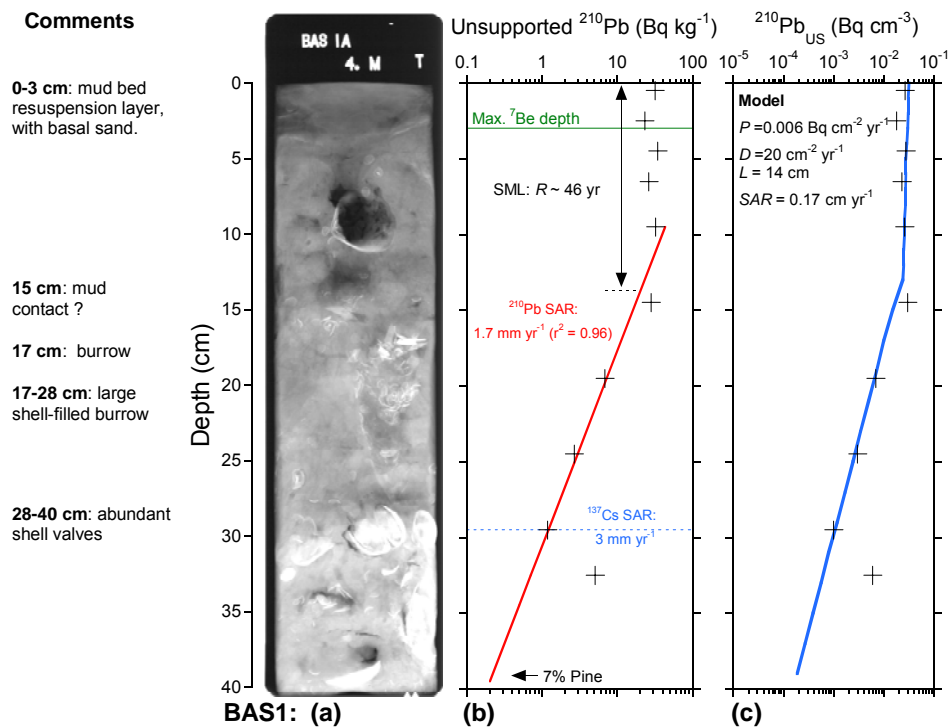 Comments
0-3 cm: mud bed
resuspension layer,
with basal sand.
15 cm: mud
contact ?
17 cm: burrow
17-28 cm: large
shell-filled burrow
28-40 cm: abundant
shell valves
Depth (cm)
0
5
10
15
20
25
30
35
40
BAS 1A
4. M T
BAS1: (a)
Unsupported ²¹⁰Pb (Bq kg⁻¹)
0.1 1 10 100
Max. ⁷Be depth
SML: R ~ 46 yr
²¹⁰Pb SAR:
1.7 mm yr⁻¹ (r² = 0.96)
¹³⁷Cs SAR:
3 mm yr⁻¹
7% Pine
(b)
²¹⁰Pb_US (Bq cm⁻³)
10⁻⁵ 10⁻⁴ 10⁻³ 10⁻² 10⁻¹
Model
P =0.006 Bq cm⁻² yr⁻¹
D =20 cm⁻² yr⁻¹
L = 14 cm
SAR = 0.17 cm yr⁻¹
(c)